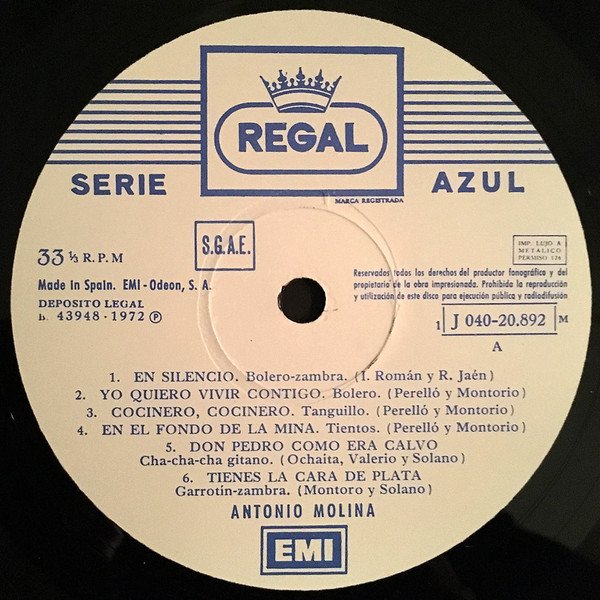 REGAL
SERIE AZUL
MARCA REGISTRADA
S.G.A.E.
33 ⅓ R.P.M
IMP. LUJO A
METALICO
PERMISO 126
Made in Spain. EMI-Odeon, S. A.
DEPOSITO LEGAL
B. 43948 - 1972 Ⓟ
Reservados todos los derechos del productor fonográfico y del
propietario de la obra impresionada. Prohibida la reproducción
y utilización de este disco para ejecución pública y radiodifusión
1 J 040-20.892 M
A
1. EN SILENCIO. Bolero-zambra. (I. Román y R. Jaén)
2. YO QUIERO VIVIR CONTIGO. Bolero. (Perelló y Montorio)
3. COCINERO, COCINERO. Tanguillo. (Perelló y Montorio)
4. EN EL FONDO DE LA MINA. Tientos. (Perelló y Montorio)
5. DON PEDRO COMO ERA CALVO
Cha-cha-cha gitano. (Ochaita, Valerio y Solano)
6. TIENES LA CARA DE PLATA
Garrotín-zambra. (Montoro y Solano)
ANTONIO MOLINA
EMI